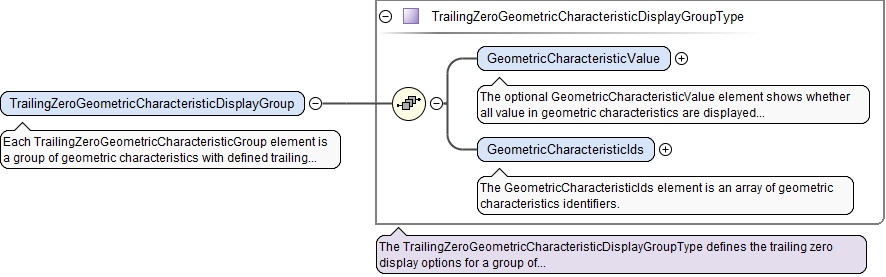 TrailingZeroGeometricCharacteristicDisplayGroupType
GeometricCharacteristicValue
The optional GeometricCharacteristicValue element shows whether
all value in geometric characteristics are displayed...
TrailingZeroGeometricCharacteristicDisplayGroup
Each TrailingZeroGeometricCharacteristicGroup element is
a group of geometric characteristics with defined trailing...
GeometricCharacteristicIds
The GeometricCharacteristicIds element is an array of geometric
characteristics identifiers.
The TrailingZeroGeometricCharacteristicDisplayGroupType defines the trailing zero
display options for a group of...